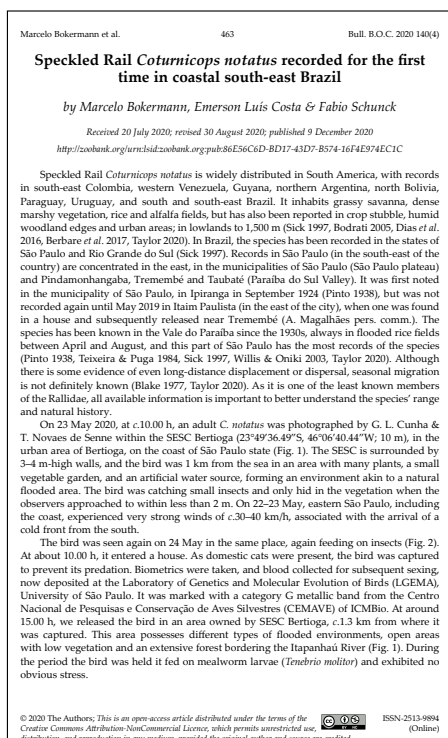 Marcelo Bokermann et al. 463 Bull. B.O.C. 2020 140(4)
Speckled Rail Coturnicops notatus recorded for the first
time in coastal south-east Brazil
by Marcelo Bokermann, Emerson Luís Costa & Fabio Schunck
Received 20 July 2020; revised 30 August 2020; published 9 December 2020
http://zoobank.org/urn:lsid:zoobank.org:pub:86E56C6D-BD17-43D7-B574-16F4E974EC1C
Speckled Rail Coturnicops notatus is widely distributed in South America, with records
in south-east Colombia, western Venezuela, Guyana, northern Argentina, north Bolivia,
Paraguay, Uruguay, and south and south-east Brazil. It inhabits grassy savanna, dense
marshy vegetation, rice and alfalfa fields, but has also been reported in crop stubble, humid
woodland edges and urban areas; in lowlands to 1,500 m (Sick 1997, Bodrati 2005, Dias et al.
2016, Berbare et al. 2017, Taylor 2020). In Brazil, the species has been recorded in the states of
São Paulo and Rio Grande do Sul (Sick 1997). Records in São Paulo (in the south-east of the
country) are concentrated in the east, in the municipalities of São Paulo (São Paulo plateau)
and Pindamonhangaba, Tremembé and Taubaté (Paraíba do Sul Valley). It was first noted
in the municipality of São Paulo, in Ipiranga in September 1924 (Pinto 1938), but was not
recorded again until May 2019 in Itaim Paulista (in the east of the city), when one was found
in a house and subsequently released near Tremembé (A. Magalhães pers. comm.). The
species has been known in the Vale do Paraíba since the 1930s, always in flooded rice fields
between April and August, and this part of São Paulo has the most records of the species
(Pinto 1938, Teixeira & Puga 1984, Sick 1997, Willis & Oniki 2003, Taylor 2020). Although
there is some evidence of even long-distance displacement or dispersal, seasonal migration
is not definitely known (Blake 1977, Taylor 2020). As it is one of the least known members
of the Rallidae, all available information is important to better understand the species' range
and natural history.
On 23 May 2020, at c.10.00 h, an adult C. notatus was photographed by G. L. Cunha &
T. Novaes de Senne within the SESC Bertioga (23°49'36.49"S, 46°06'40.44"W; 10 m), in the
urban area of Bertioga, on the coast of São Paulo state (Fig. 1). The SESC is surrounded by
3–4 m-high walls, and the bird was 1 km from the sea in an area with many plants, a small
vegetable garden, and an artificial water source, forming an environment akin to a natural
flooded area. The bird was catching small insects and only hid in the vegetation when the
observers approached to within less than 2 m. On 22–23 May, eastern São Paulo, including
the coast, experienced very strong winds of c.30–40 km/h, associated with the arrival of a
cold front from the south.
The bird was seen again on 24 May in the same place, again feeding on insects (Fig. 2).
At about 10.00 h, it entered a house. As domestic cats were present, the bird was captured
to prevent its predation. Biometrics were taken, and blood collected for subsequent sexing,
now deposited at the Laboratory of Genetics and Molecular Evolution of Birds (LGEMA),
University of São Paulo. It was marked with a category G metallic band from the Centro
Nacional de Pesquisas e Conservação de Aves Silvestres (CEMAVE) of ICMBio. At around
15.00 h, we released the bird in an area owned by SESC Bertioga, c.1.3 km from where it
was captured. This area possesses different types of flooded environments, open areas
with low vegetation and an extensive forest bordering the Itapanhaú River (Fig. 1). During
the period the bird was held it fed on mealworm larvae (Tenebrio molitor) and exhibited no
obvious stress.
© 2020 The Authors; This is an open-access article distributed under the terms of the
Creative Commons Attribution-NonCommercial Licence, which permits unrestricted use,
ISSN-2513-9894
(Online)